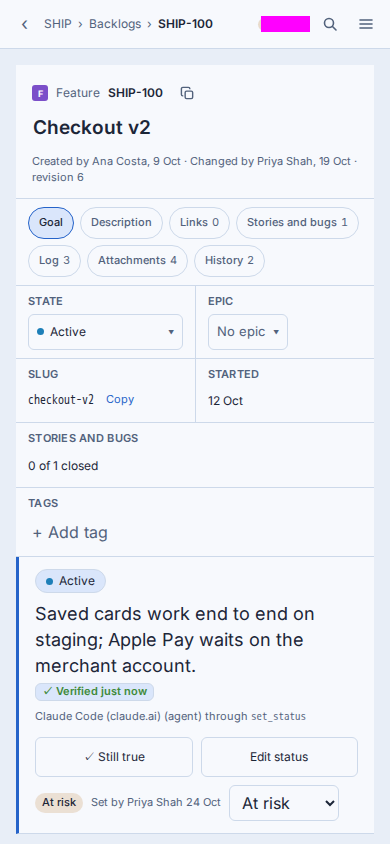 SHIP › Backlogs › SHIP-100
F Feature SHIP-100
Checkout v2
Created by Ana Costa, 9 Oct · Changed by Priya Shah, 19 Oct ·
revision 6
Goal Description Links 0 Stories and bugs 1
Log 3 Attachments 4 History 2
STATE EPIC
Active No epic
SLUG STARTED
checkout-v2 Copy 12 Oct
STORIES AND BUGS
0 of 1 closed
TAGS
+ Add tag
Active
Saved cards work end to end on
staging; Apple Pay waits on the
merchant account.
✓ Verified just now
Claude Code (claude.ai) (agent) through set_status
✓ Still true Edit status
At risk Set by Priya Shah 24 Oct At risk